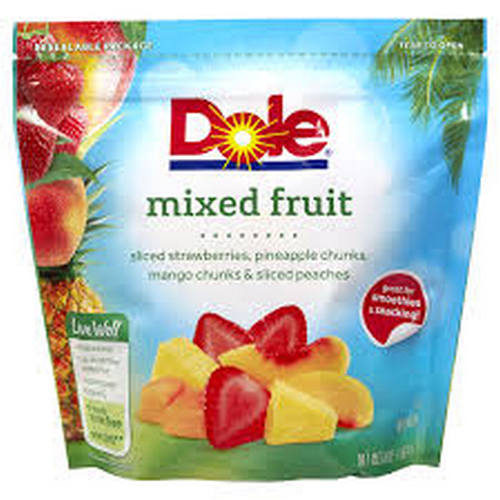 RESEALABLE PACKAGE
TEAR TO OPEN
Dole
mixed fruit
sliced strawberries, pineapple chunks,
mango chunks & sliced peaches
great for
smoothies
& snacking!
Live Well